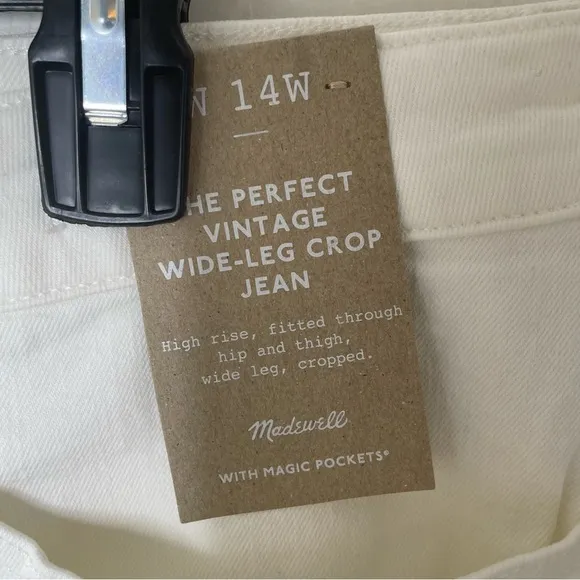 W 14W
HE PERFECT
VINTAGE
WIDE-LEG CROP
JEAN
High rise, fitted through
hip and thigh,
wide leg, cropped.
Madewell
WITH MAGIC POCKETS®